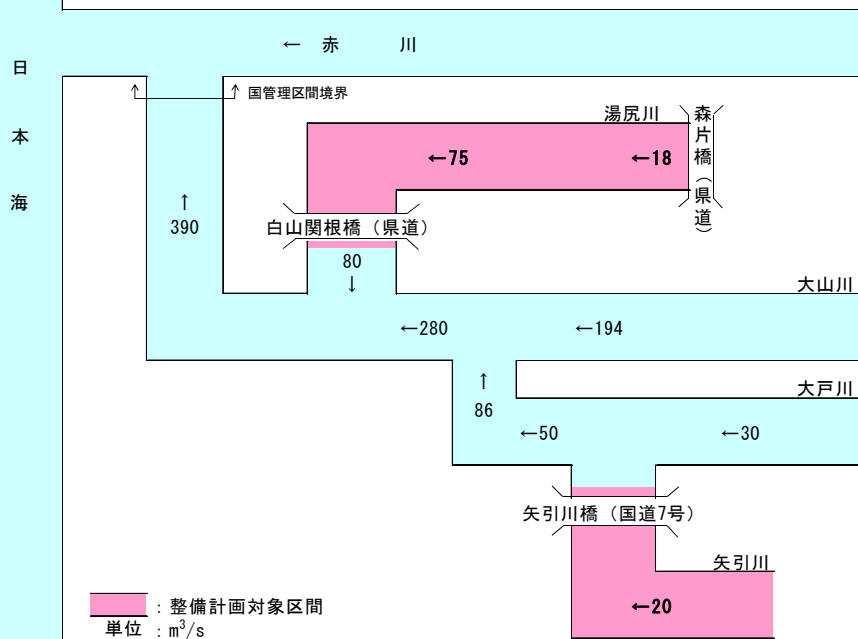 ← 赤 川
日本海
国管理区間境界
湯尻川
森片橋（県道）
←75
←18
↑
390
白山関根橋（県道）
80
↓
大山川
←280
←194
↑
86
大戸川
←50
←30
矢引川橋（国道7号）
矢引川
←20
：整備計画対象区間
単位：m³/s